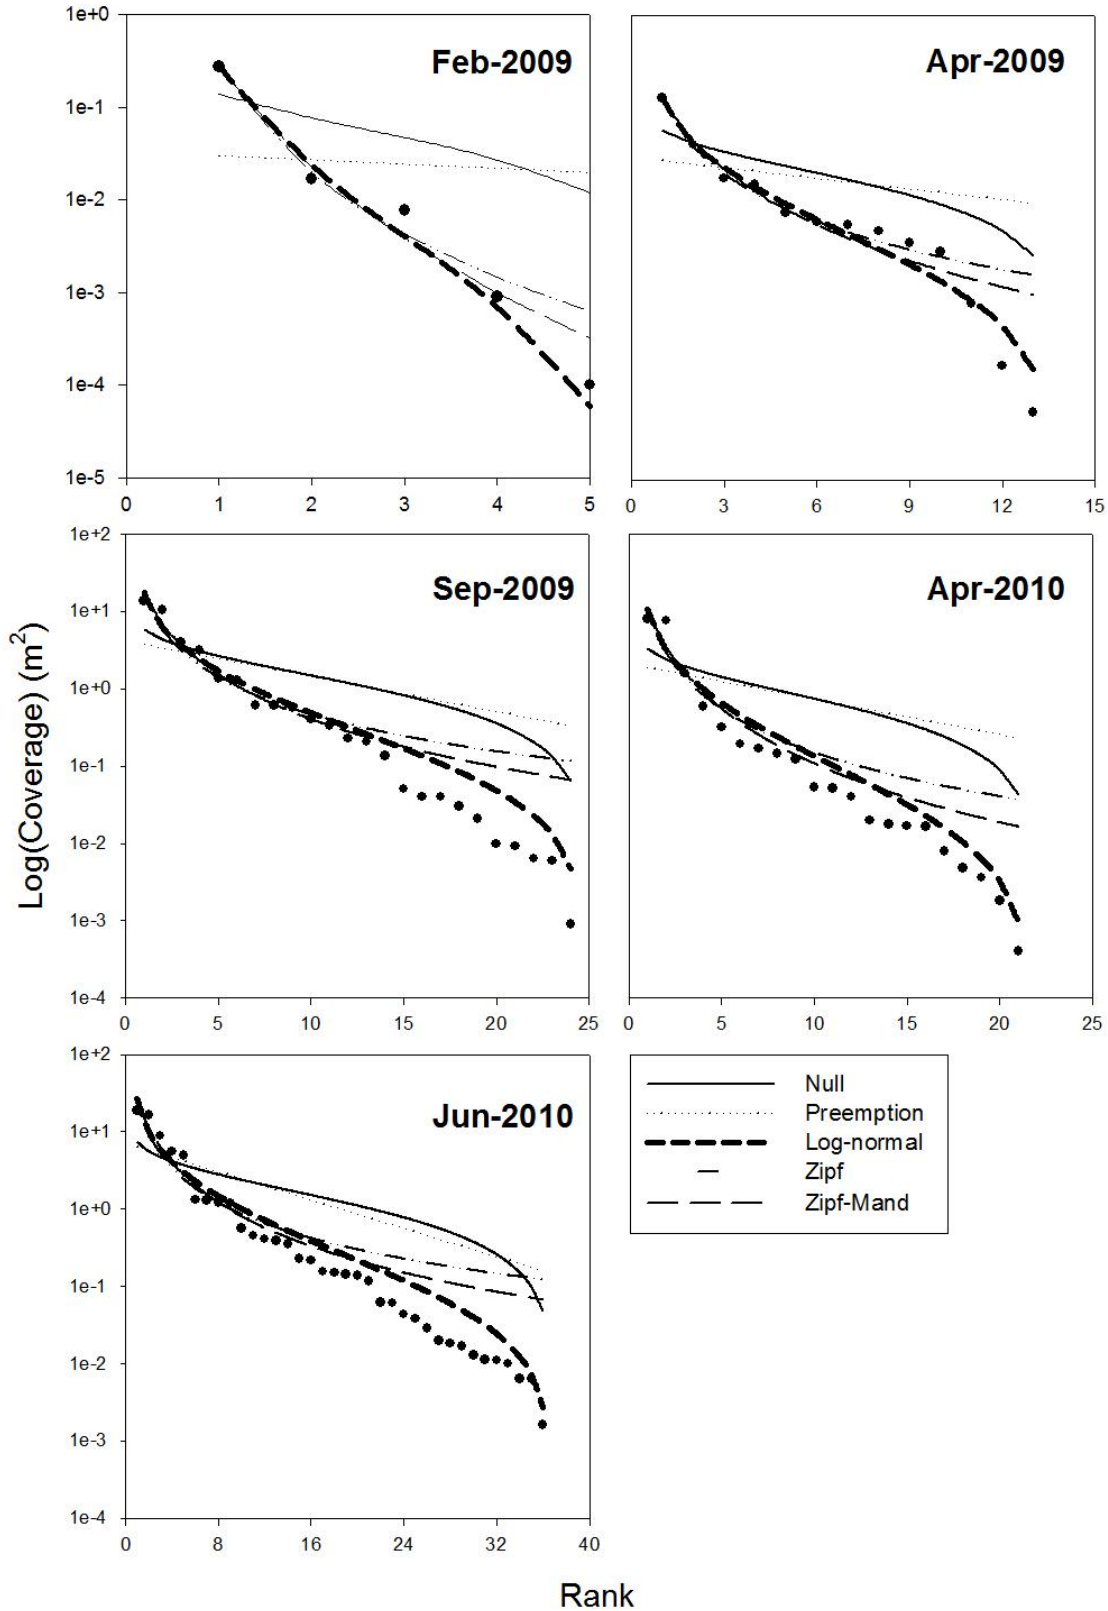 1e+0
1e-1
1e-2
1e-3
1e-4
1e-5
Feb-2009
0 1 2 3 4 5
Apr-2009
0 3 6 9 12 15
1e+2
1e+1
1e+0
1e-1
1e-2
1e-3
1e-4
Sep-2009
0 5 10 15 20 25
Apr-2010
0 5 10 15 20 25
Log(Coverage) (m²)
1e+2
1e+1
1e+0
1e-1
1e-2
1e-3
1e-4
Jun-2010
0 8 16 24 32 40
Null
Preemption
Log-normal
Zipf
Zipf-Mand
Rank